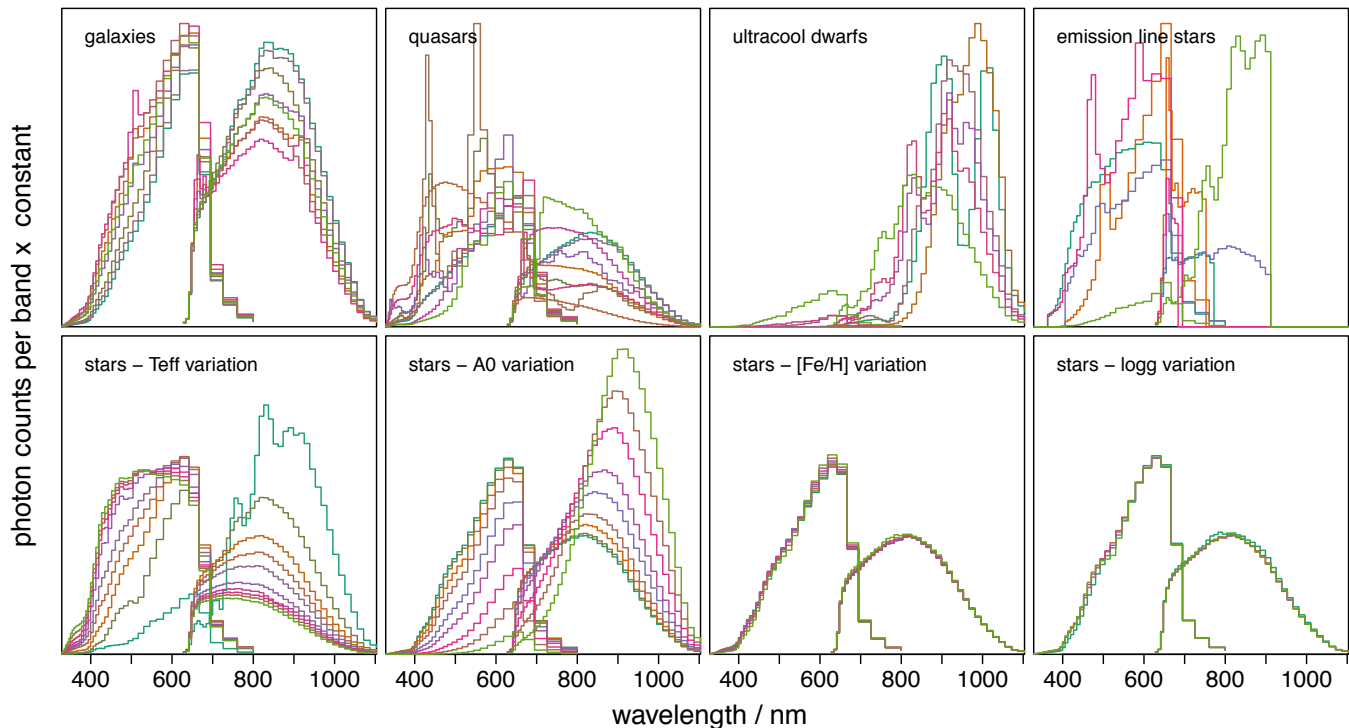 galaxies
quasars
ultracool dwarfs
emission line stars
photon counts per band x constant
stars – Teff variation
stars – A0 variation
stars – [Fe/H] variation
stars – logg variation
400 600 800 1000
400 600 800 1000
400 600 800 1000
400 600 800 1000
wavelength / nm